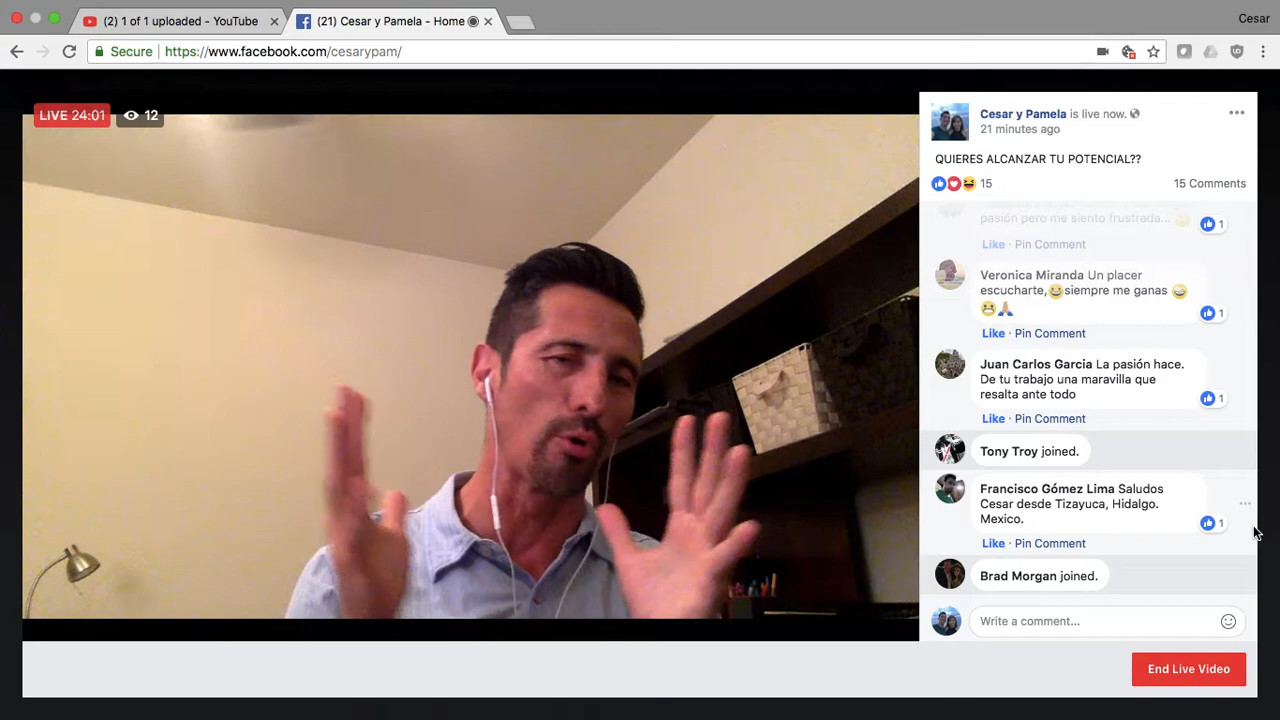 (2) 1 of 1 uploaded - YouTube
(21) Cesar y Pamela - Home
Cesar
Secure
https://www.facebook.com/cesarypam/
LIVE 24:01
12
Cesar y Pamela is live now.
21 minutes ago
QUIERES ALCANZAR TU POTENCIAL??
15
15 Comments
pasión pero me siento frustrada...
1
Like · Pin Comment
Veronica Miranda Un placer
escucharte, siempre me ganas
1
Like · Pin Comment
Juan Carlos Garcia La pasión hace.
De tu trabajo una maravilla que
resalta ante todo
1
Like · Pin Comment
Tony Troy joined.
Francisco Gómez Lima Saludos
Cesar desde Tizayuca, Hidalgo.
Mexico.
1
Like · Pin Comment
Brad Morgan joined.
Write a comment...
End Live Video